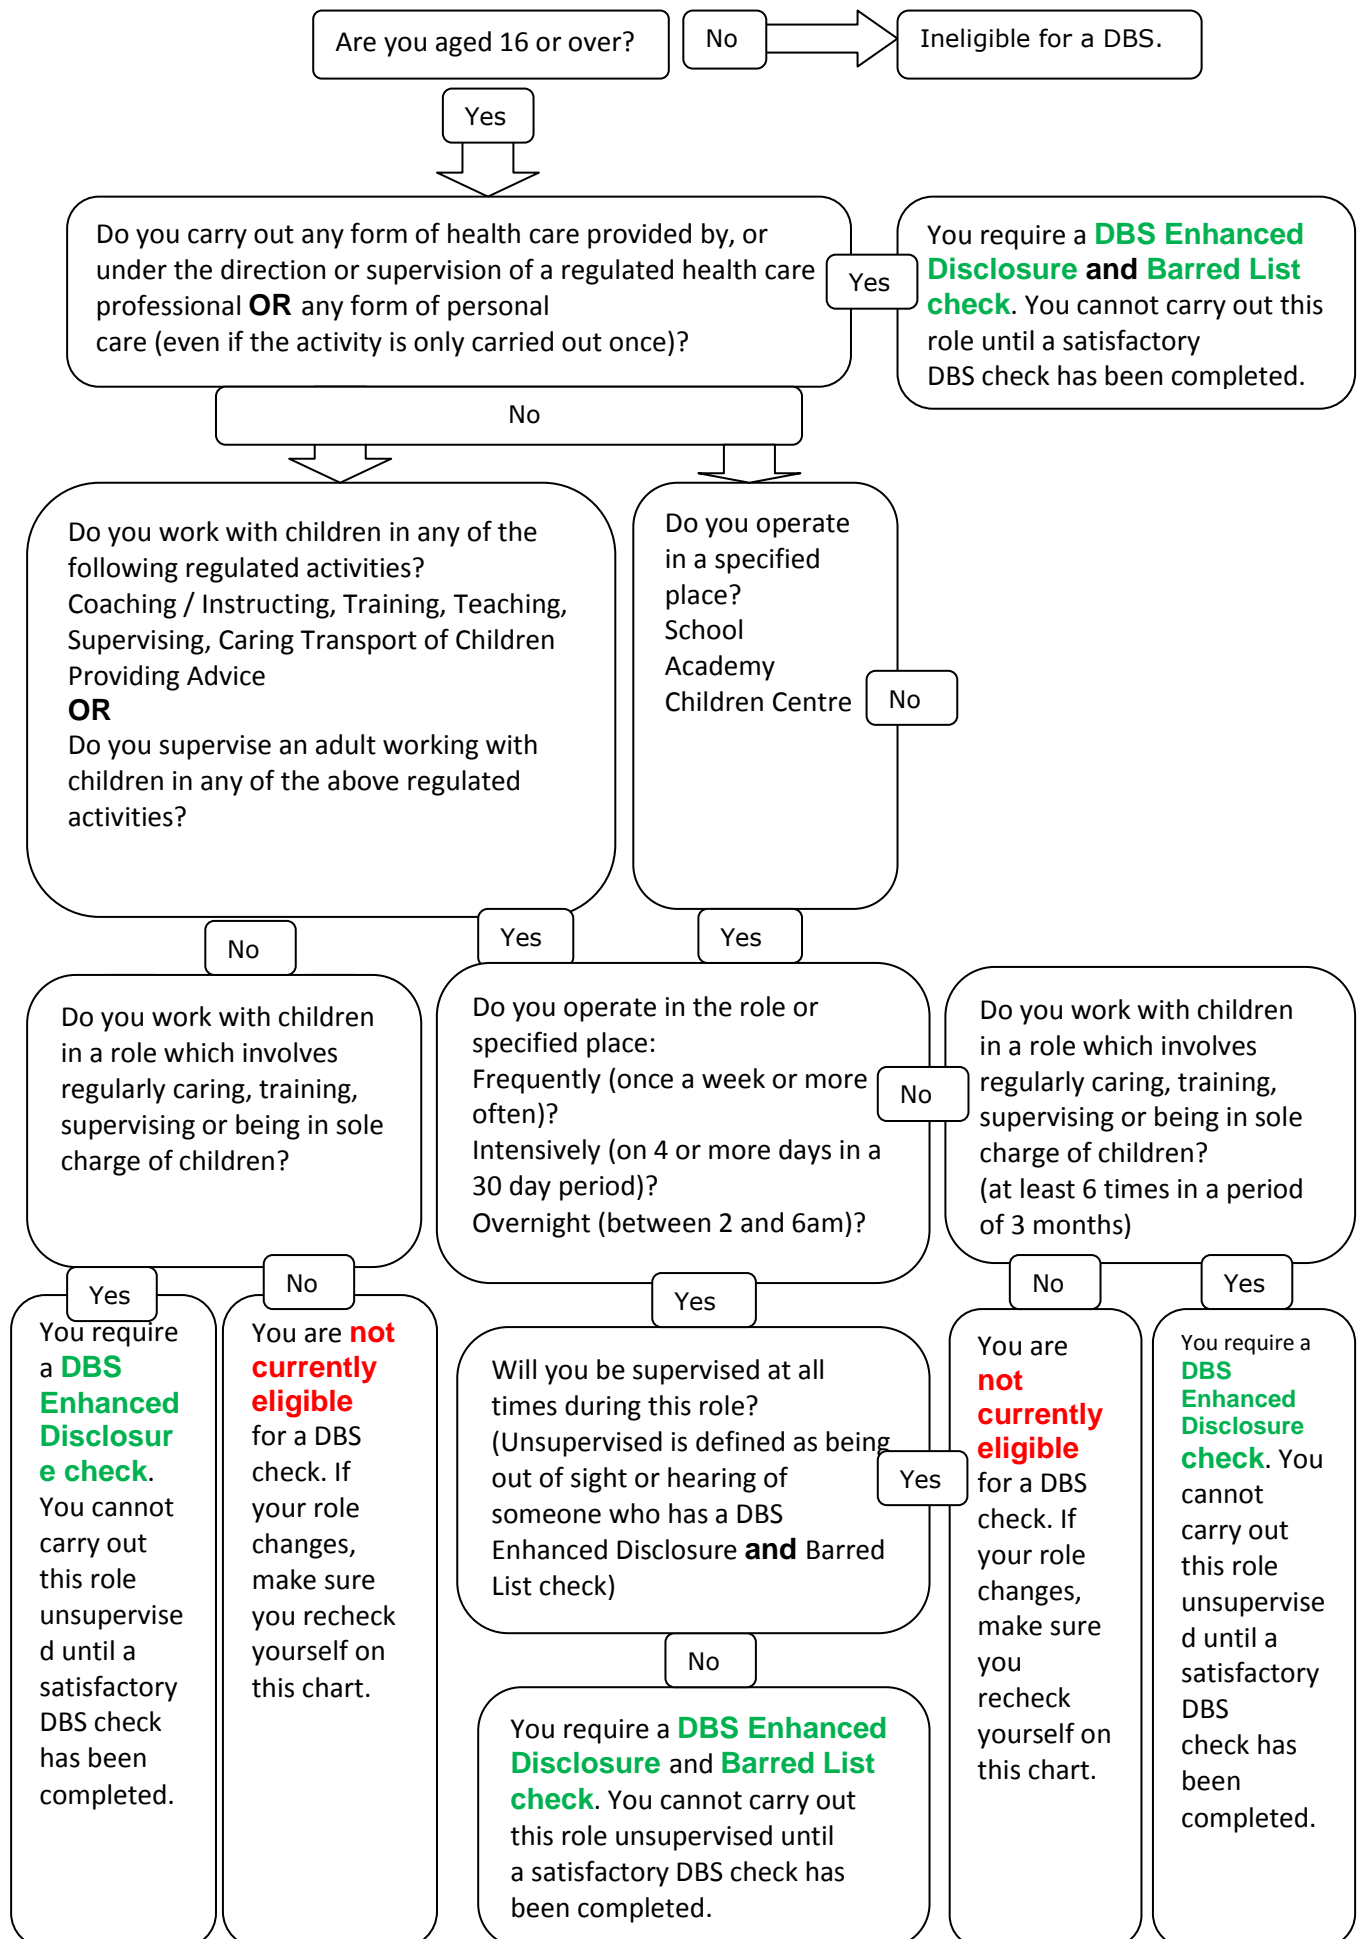 Are you aged 16 or over?
No
Ineligible for a DBS.
Yes
Do you carry out any form of health care provided by, or
under the direction or supervision of a regulated health care
professional OR any form of personal
care (even if the activity is only carried out once)?
Yes
You require a DBS Enhanced
Disclosure and Barred List
check. You cannot carry out this
role until a satisfactory
DBS check has been completed.
No
Do you work with children in any of the
following regulated activities?
Coaching / Instructing, Training, Teaching,
Supervising, Caring Transport of Children
Providing Advice
OR
Do you supervise an adult working with
children in any of the above regulated
activities?
Do you operate
in a specified
place?
School
Academy
Children Centre
No
No
Yes
Yes
Do you work with children
in a role which involves
regularly caring, training,
supervising or being in sole
charge of children?
Do you operate in the role or
specified place:
Frequently (once a week or more
often)?
Intensively (on 4 or more days in a
30 day period)?
Overnight (between 2 and 6am)?
No
Do you work with children
in a role which involves
regularly caring, training,
supervising or being in sole
charge of children?
(at least 6 times in a period
of 3 months)
Yes
No
Yes
No
Yes
You require
a DBS
Enhanced
Disclosur
e check.
You cannot
carry out
this role
unsupervise
d until a
satisfactory
DBS check
has been
completed.
You are not
currently
eligible
for a DBS
check. If
your role
changes,
make sure
you recheck
yourself on
this chart.
Will you be supervised at all
times during this role?
(Unsupervised is defined as being
out of sight or hearing of
someone who has a DBS
Enhanced Disclosure and Barred
List check)
Yes
No
You require a DBS Enhanced
Disclosure and Barred List
check. You cannot carry out
this role unsupervised until
a satisfactory DBS check has
been completed.
You are
not
currently
eligible
for a DBS
check. If
your role
changes,
make sure
you
recheck
yourself on
this chart.
You require a
DBS
Enhanced
Disclosure
check. You
cannot
carry out
this role
unsupervise
d until a
satisfactory
DBS
check has
been
completed.